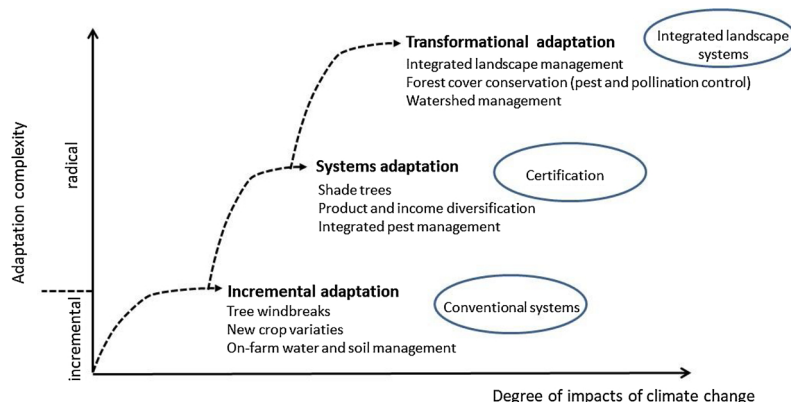 Transformational adaptation
Integrated landscape management
Forest cover conservation (pest and pollination control)
Watershed management
Integrated landscape
systems
Systems adaptation
Shade trees
Product and income diversification
Integrated pest management
Certification
Incremental adaptation
Tree windbreaks
New crop variaties
On-farm water and soil management
Conventional systems
Adaptation complexity
radical
incremental
Degree of impacts of climate change